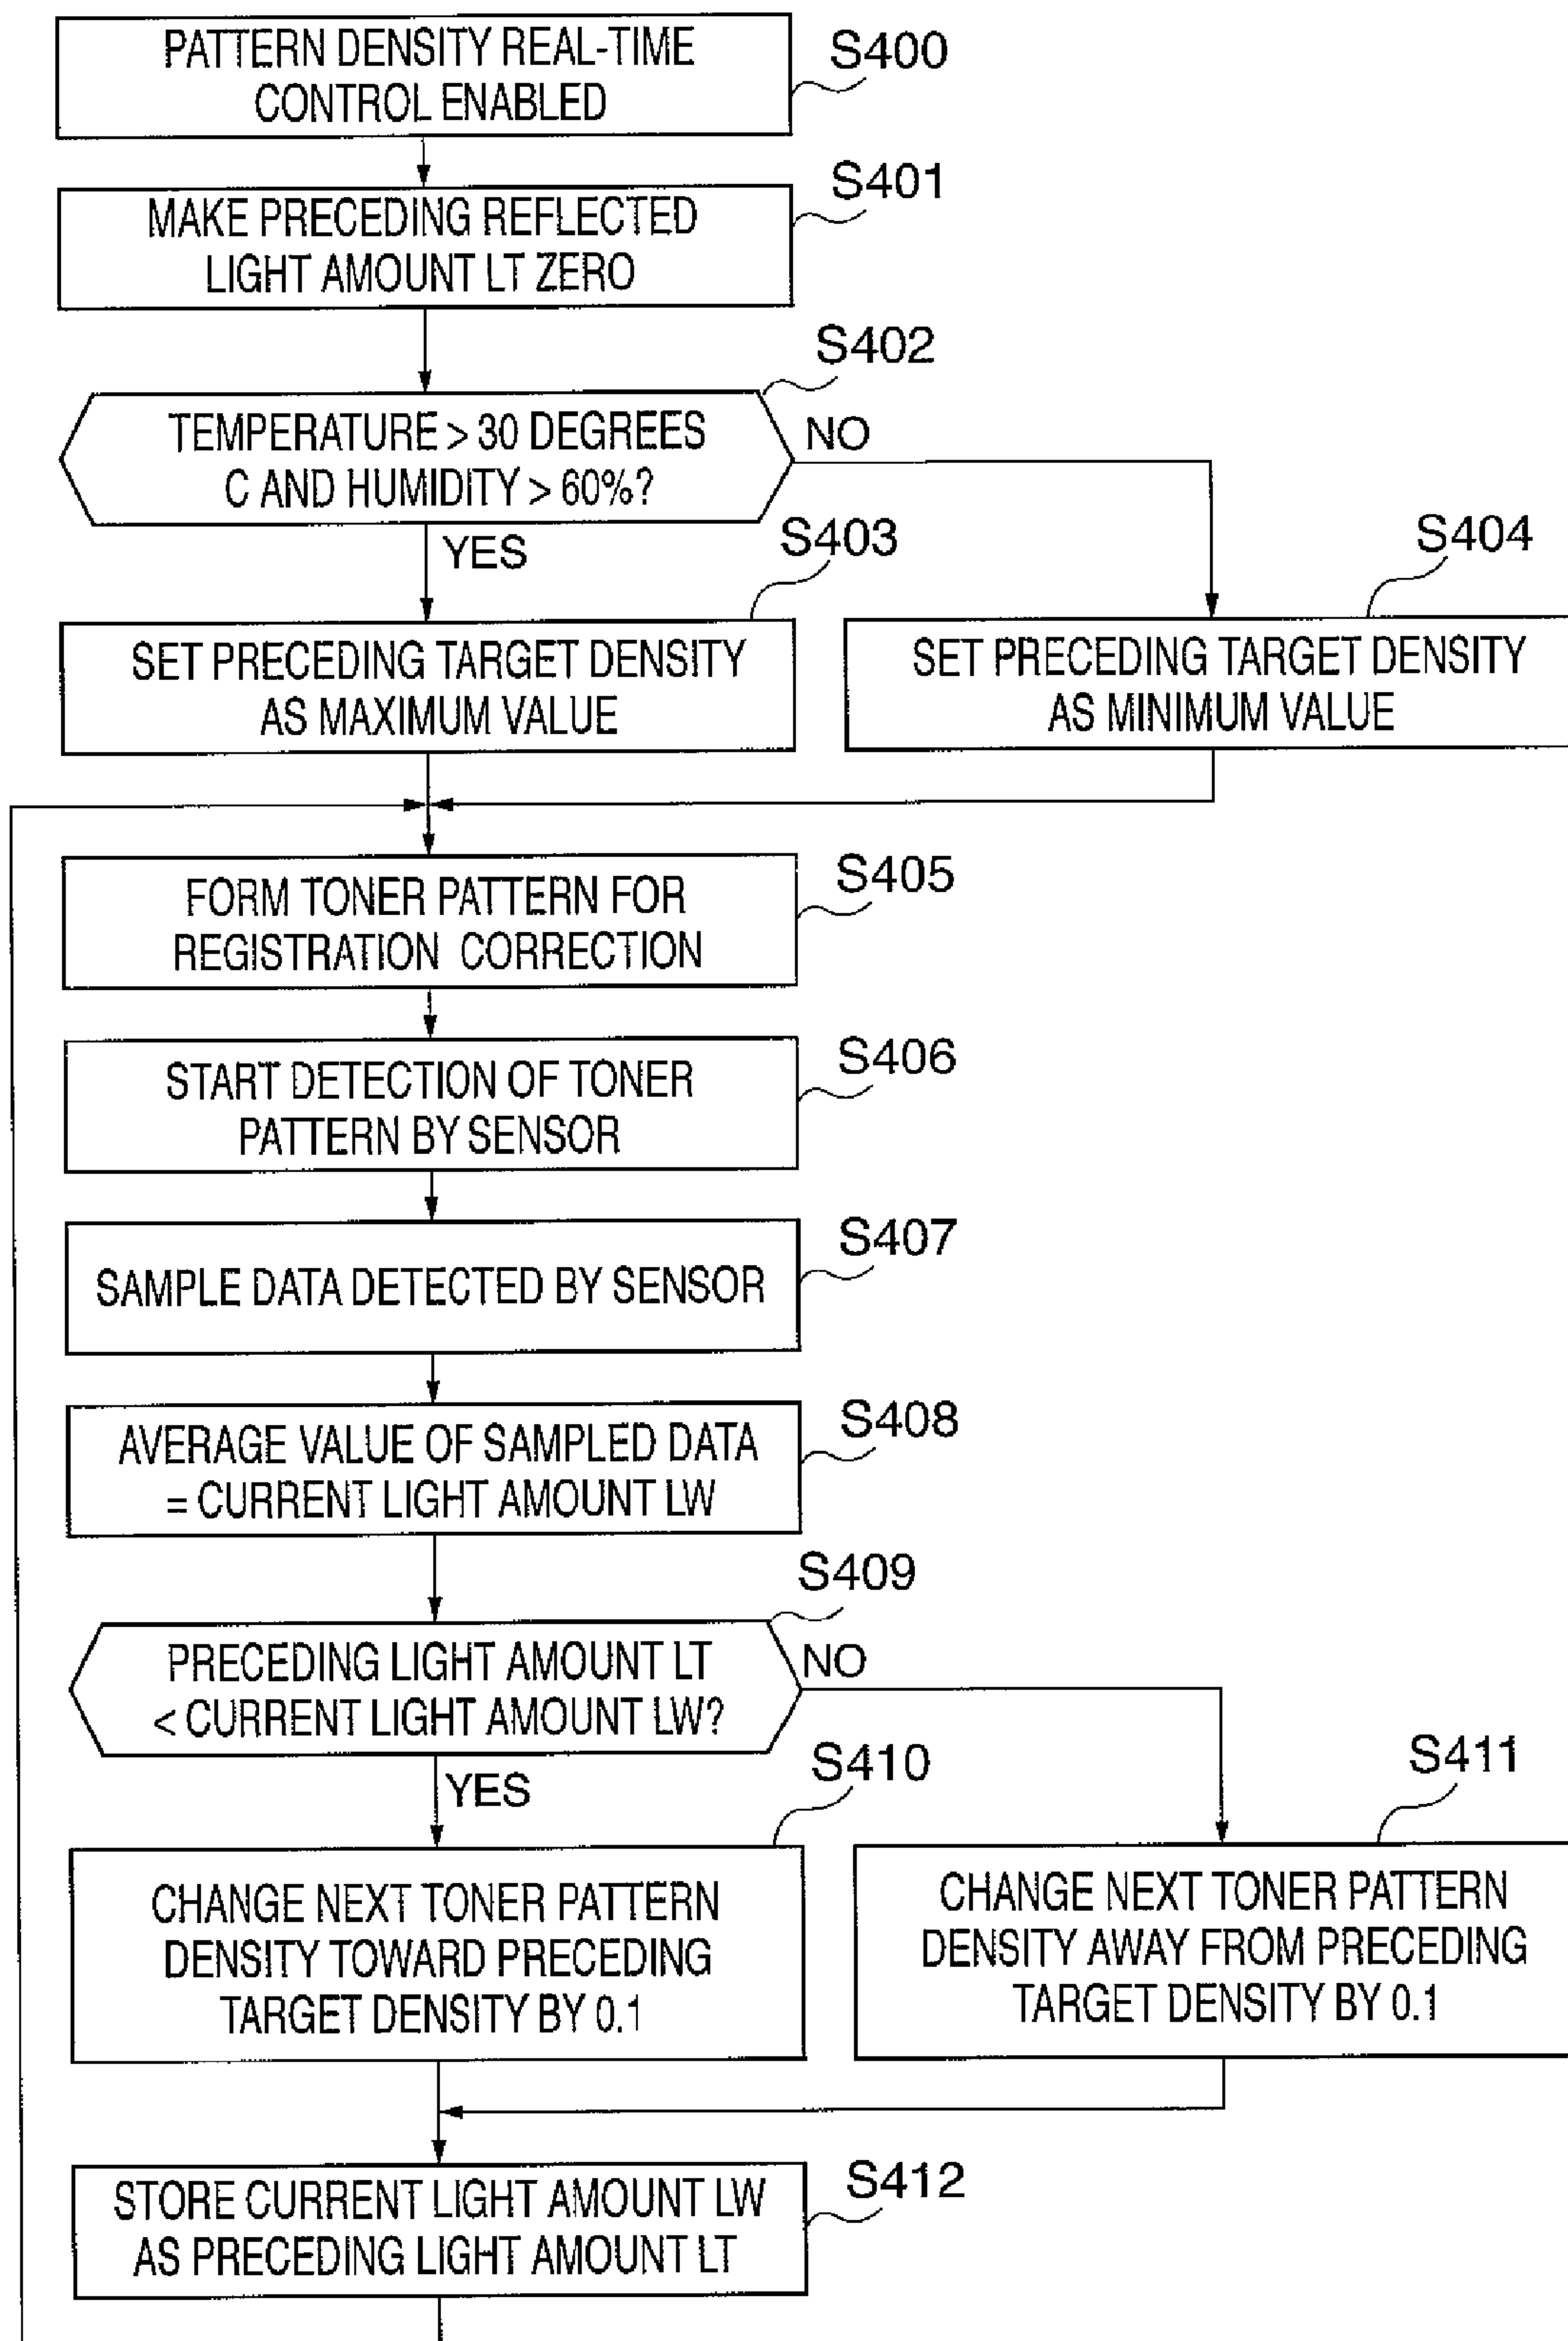 PATTERN DENSITY REAL-TIME
CONTROL ENABLED
S400
MAKE PRECEDING REFLECTED
LIGHT AMOUNT LT ZERO
S401
TEMPERATURE > 30 DEGREES
C AND HUMIDITY > 60%?
S402
NO
YES
SET PRECEDING TARGET DENSITY
AS MAXIMUM VALUE
S403
SET PRECEDING TARGET DENSITY
AS MINIMUM VALUE
S404
FORM TONER PATTERN FOR
REGISTRATION CORRECTION
S405
START DETECTION OF TONER
PATTERN BY SENSOR
S406
SAMPLE DATA DETECTED BY SENSOR
S407
AVERAGE VALUE OF SAMPLED DATA
= CURRENT LIGHT AMOUNT LW
S408
PRECEDING LIGHT AMOUNT LT
< CURRENT LIGHT AMOUNT LW?
S409
NO
YES
CHANGE NEXT TONER PATTERN
DENSITY TOWARD PRECEDING
TARGET DENSITY BY 0.1
S410
CHANGE NEXT TONER PATTERN
DENSITY AWAY FROM PRECEDING
TARGET DENSITY BY 0.1
S411
STORE CURRENT LIGHT AMOUNT LW
AS PRECEDING LIGHT AMOUNT LT
S412